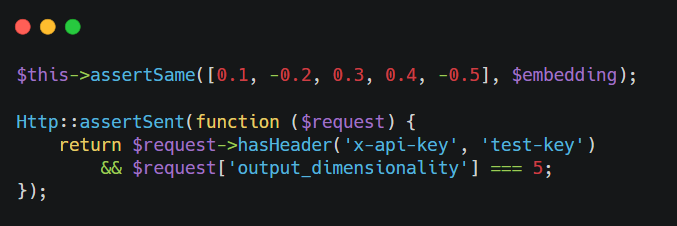 $this->assertSame([0.1, -0.2, 0.3, 0.4, -0.5], $embedding);
Http::assertSent(function ($request) {
    return $request->hasHeader('x-api-key', 'test-key')
        && $request['output_dimensionality'] === 5;
});